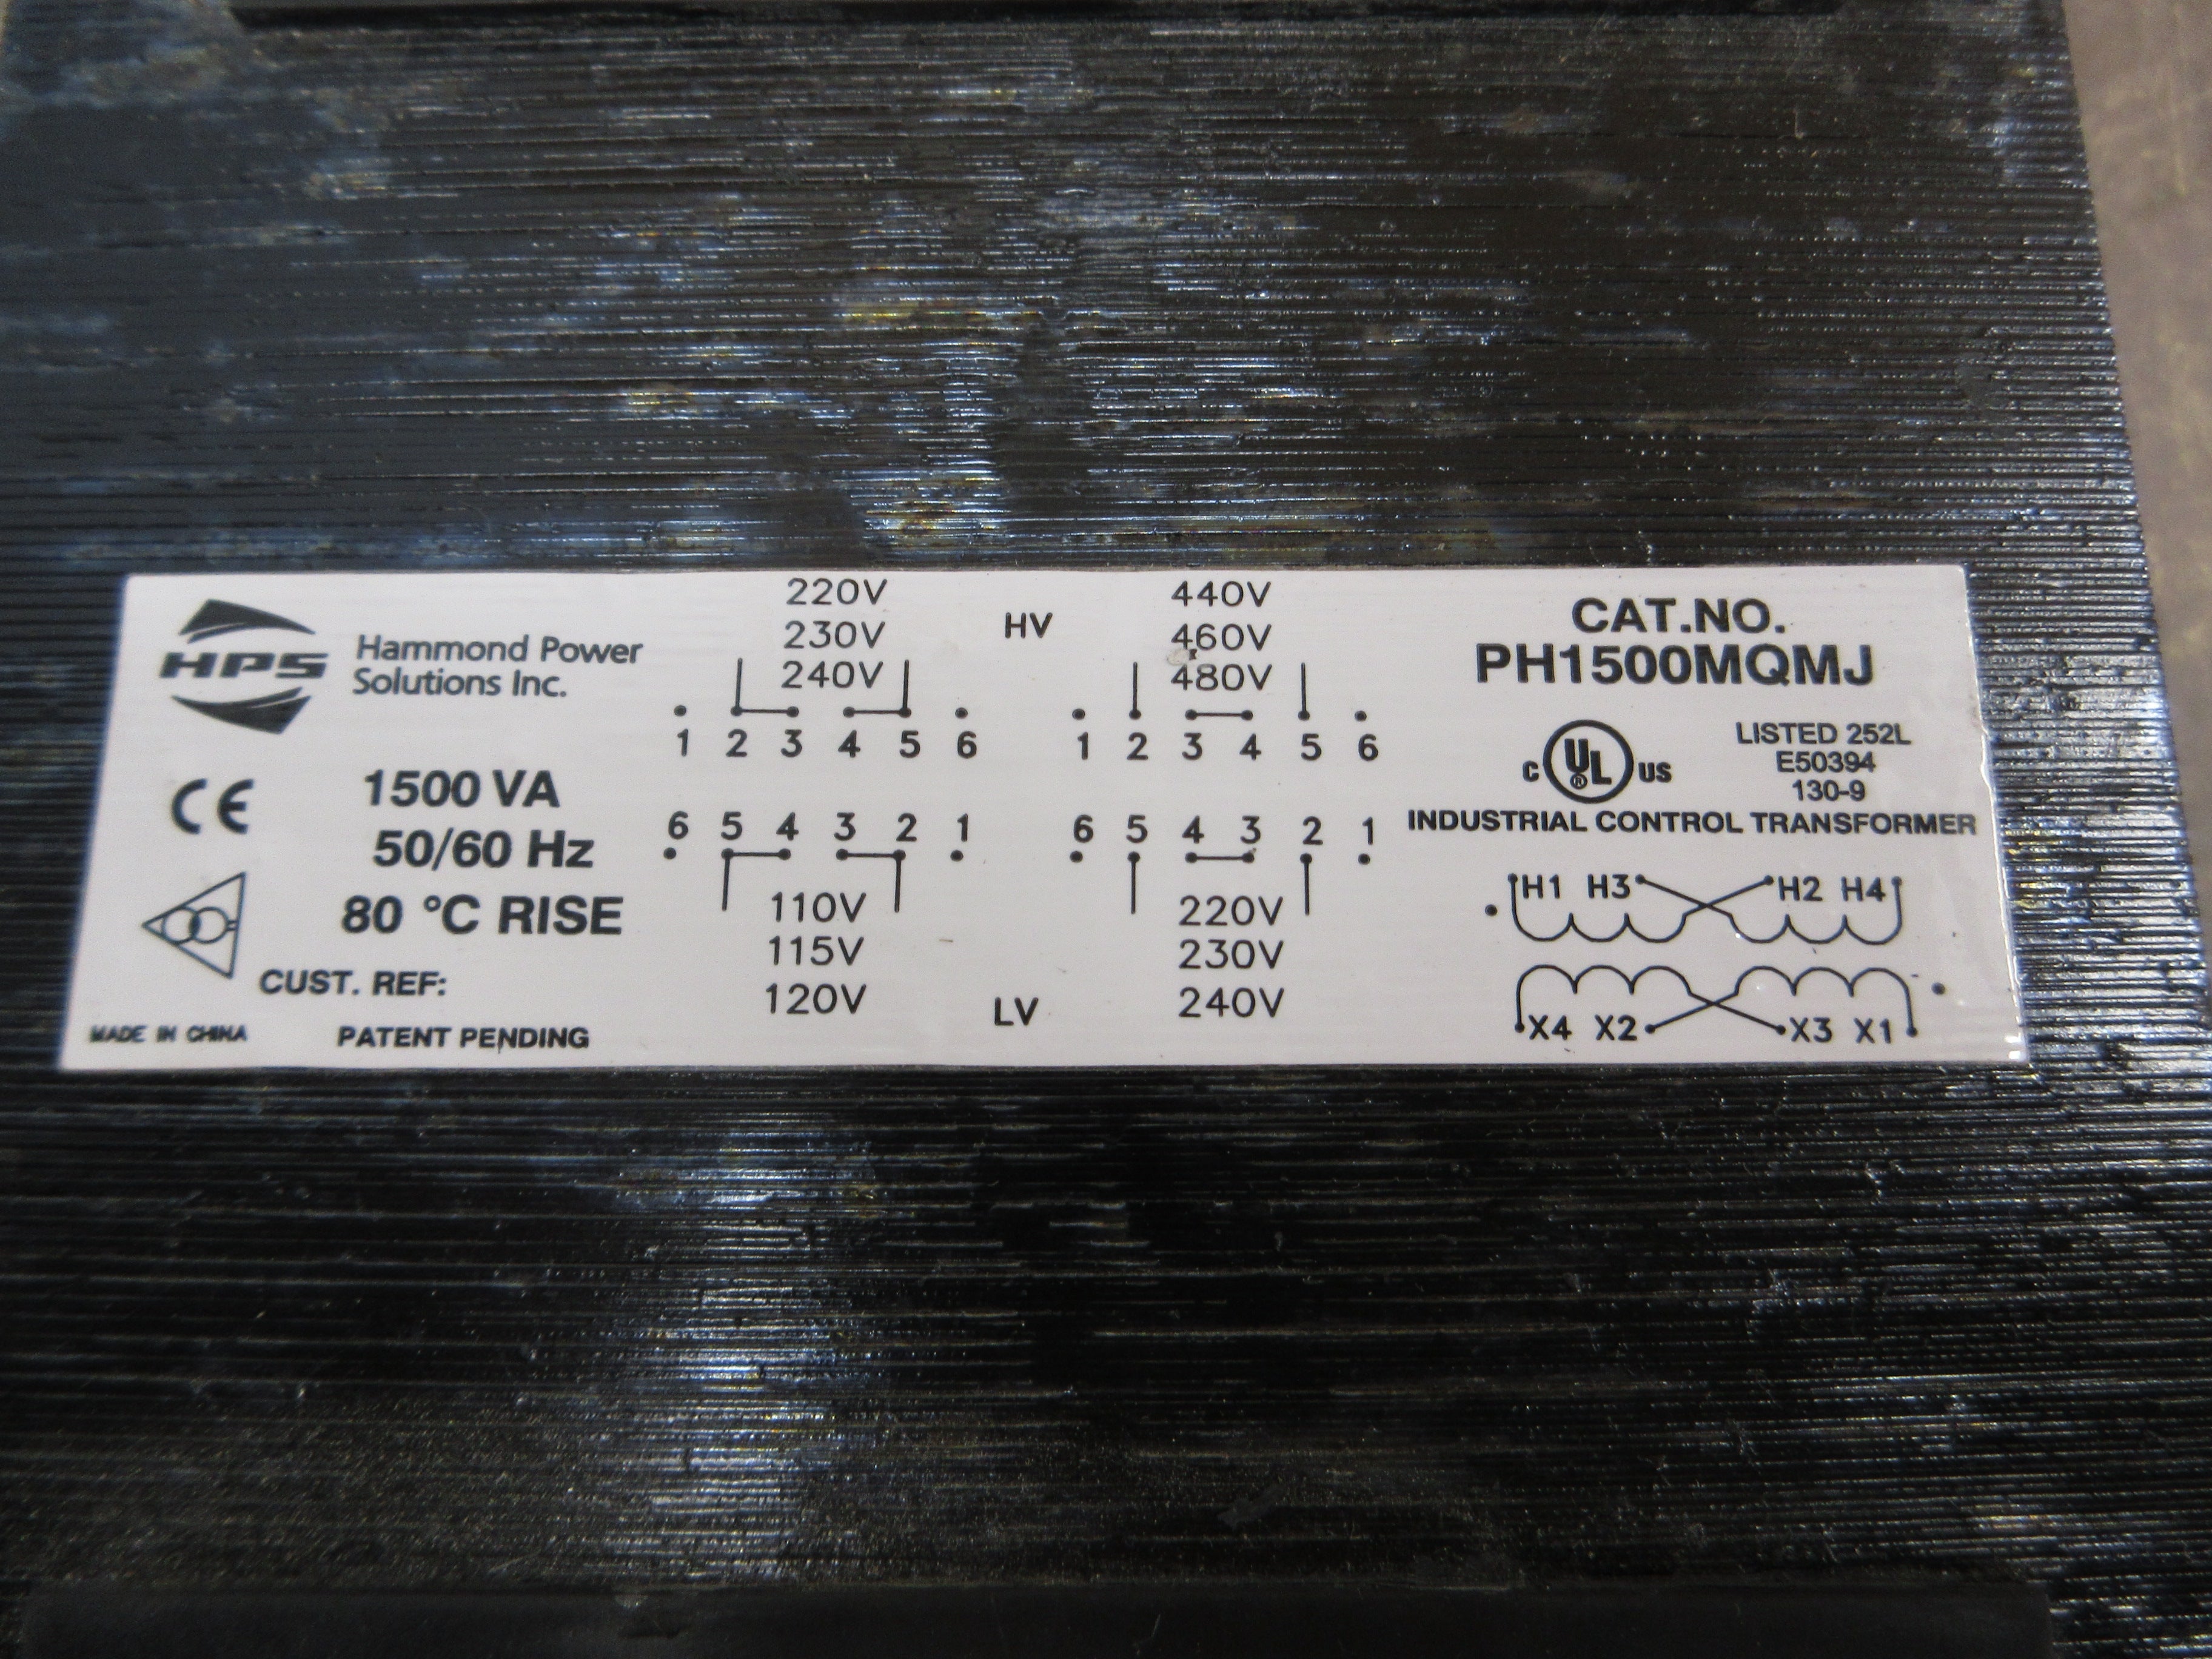 HPS
Hammond Power
Solutions Inc.
CE
1500 VA
50/60 Hz
80 °C RISE
CUST. REF:
MADE IN CHINA
PATENT PENDING
220V
230V
240V
HV
440V
460V
480V
1 2 3 4 5 6
1 2 3 4 5 6
6 5 4 3 2 1
6 5 4 3 2 1
110V
115V
120V
LV
220V
230V
240V
CAT.NO.
PH1500MQMJ
C UL ® US
LISTED 252L
E50394
130-9
INDUSTRIAL CONTROL TRANSFORMER
H1 H3 H2 H4
X4 X2 X3 X1